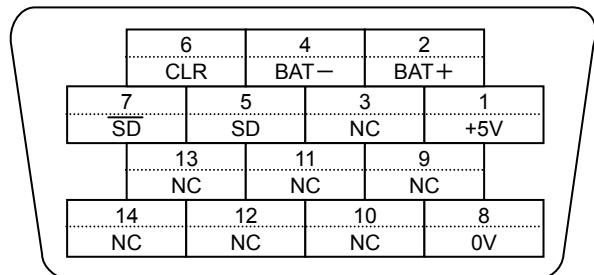 6 4 2
CLR BAT− BAT+
7 5 3 1
S̅D̅ SD NC +5V
13 11 9
NC NC NC
14 12 10 8
NC NC NC 0V